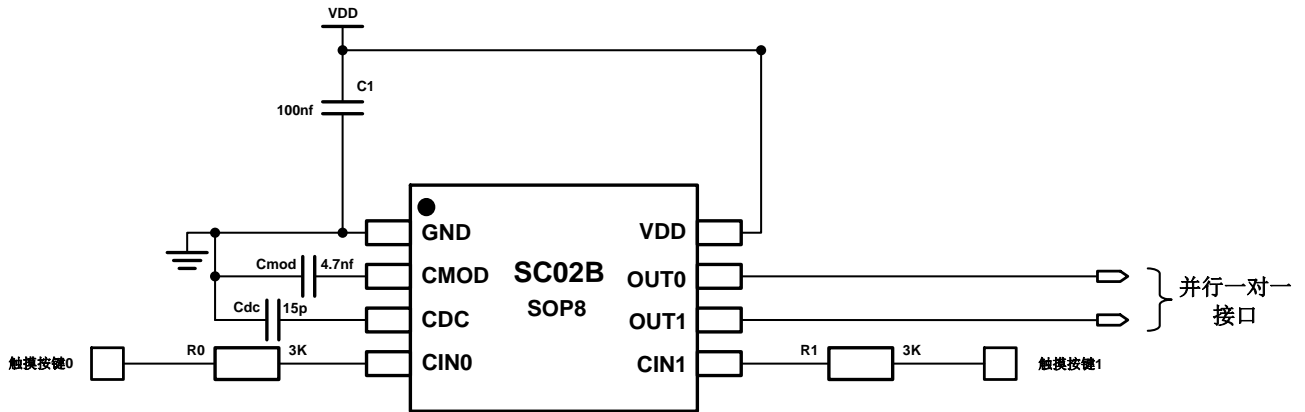 VDD
C1
100nf
GND
VDD
Cmod 4.7nf
CMOD
SC02B
OUT0
SOP8
Cdc 15p
CDC
OUT1
并行一对一
接口
触摸按键0
R0 3K
CIN0
CIN1
R1 3K
触摸按键1